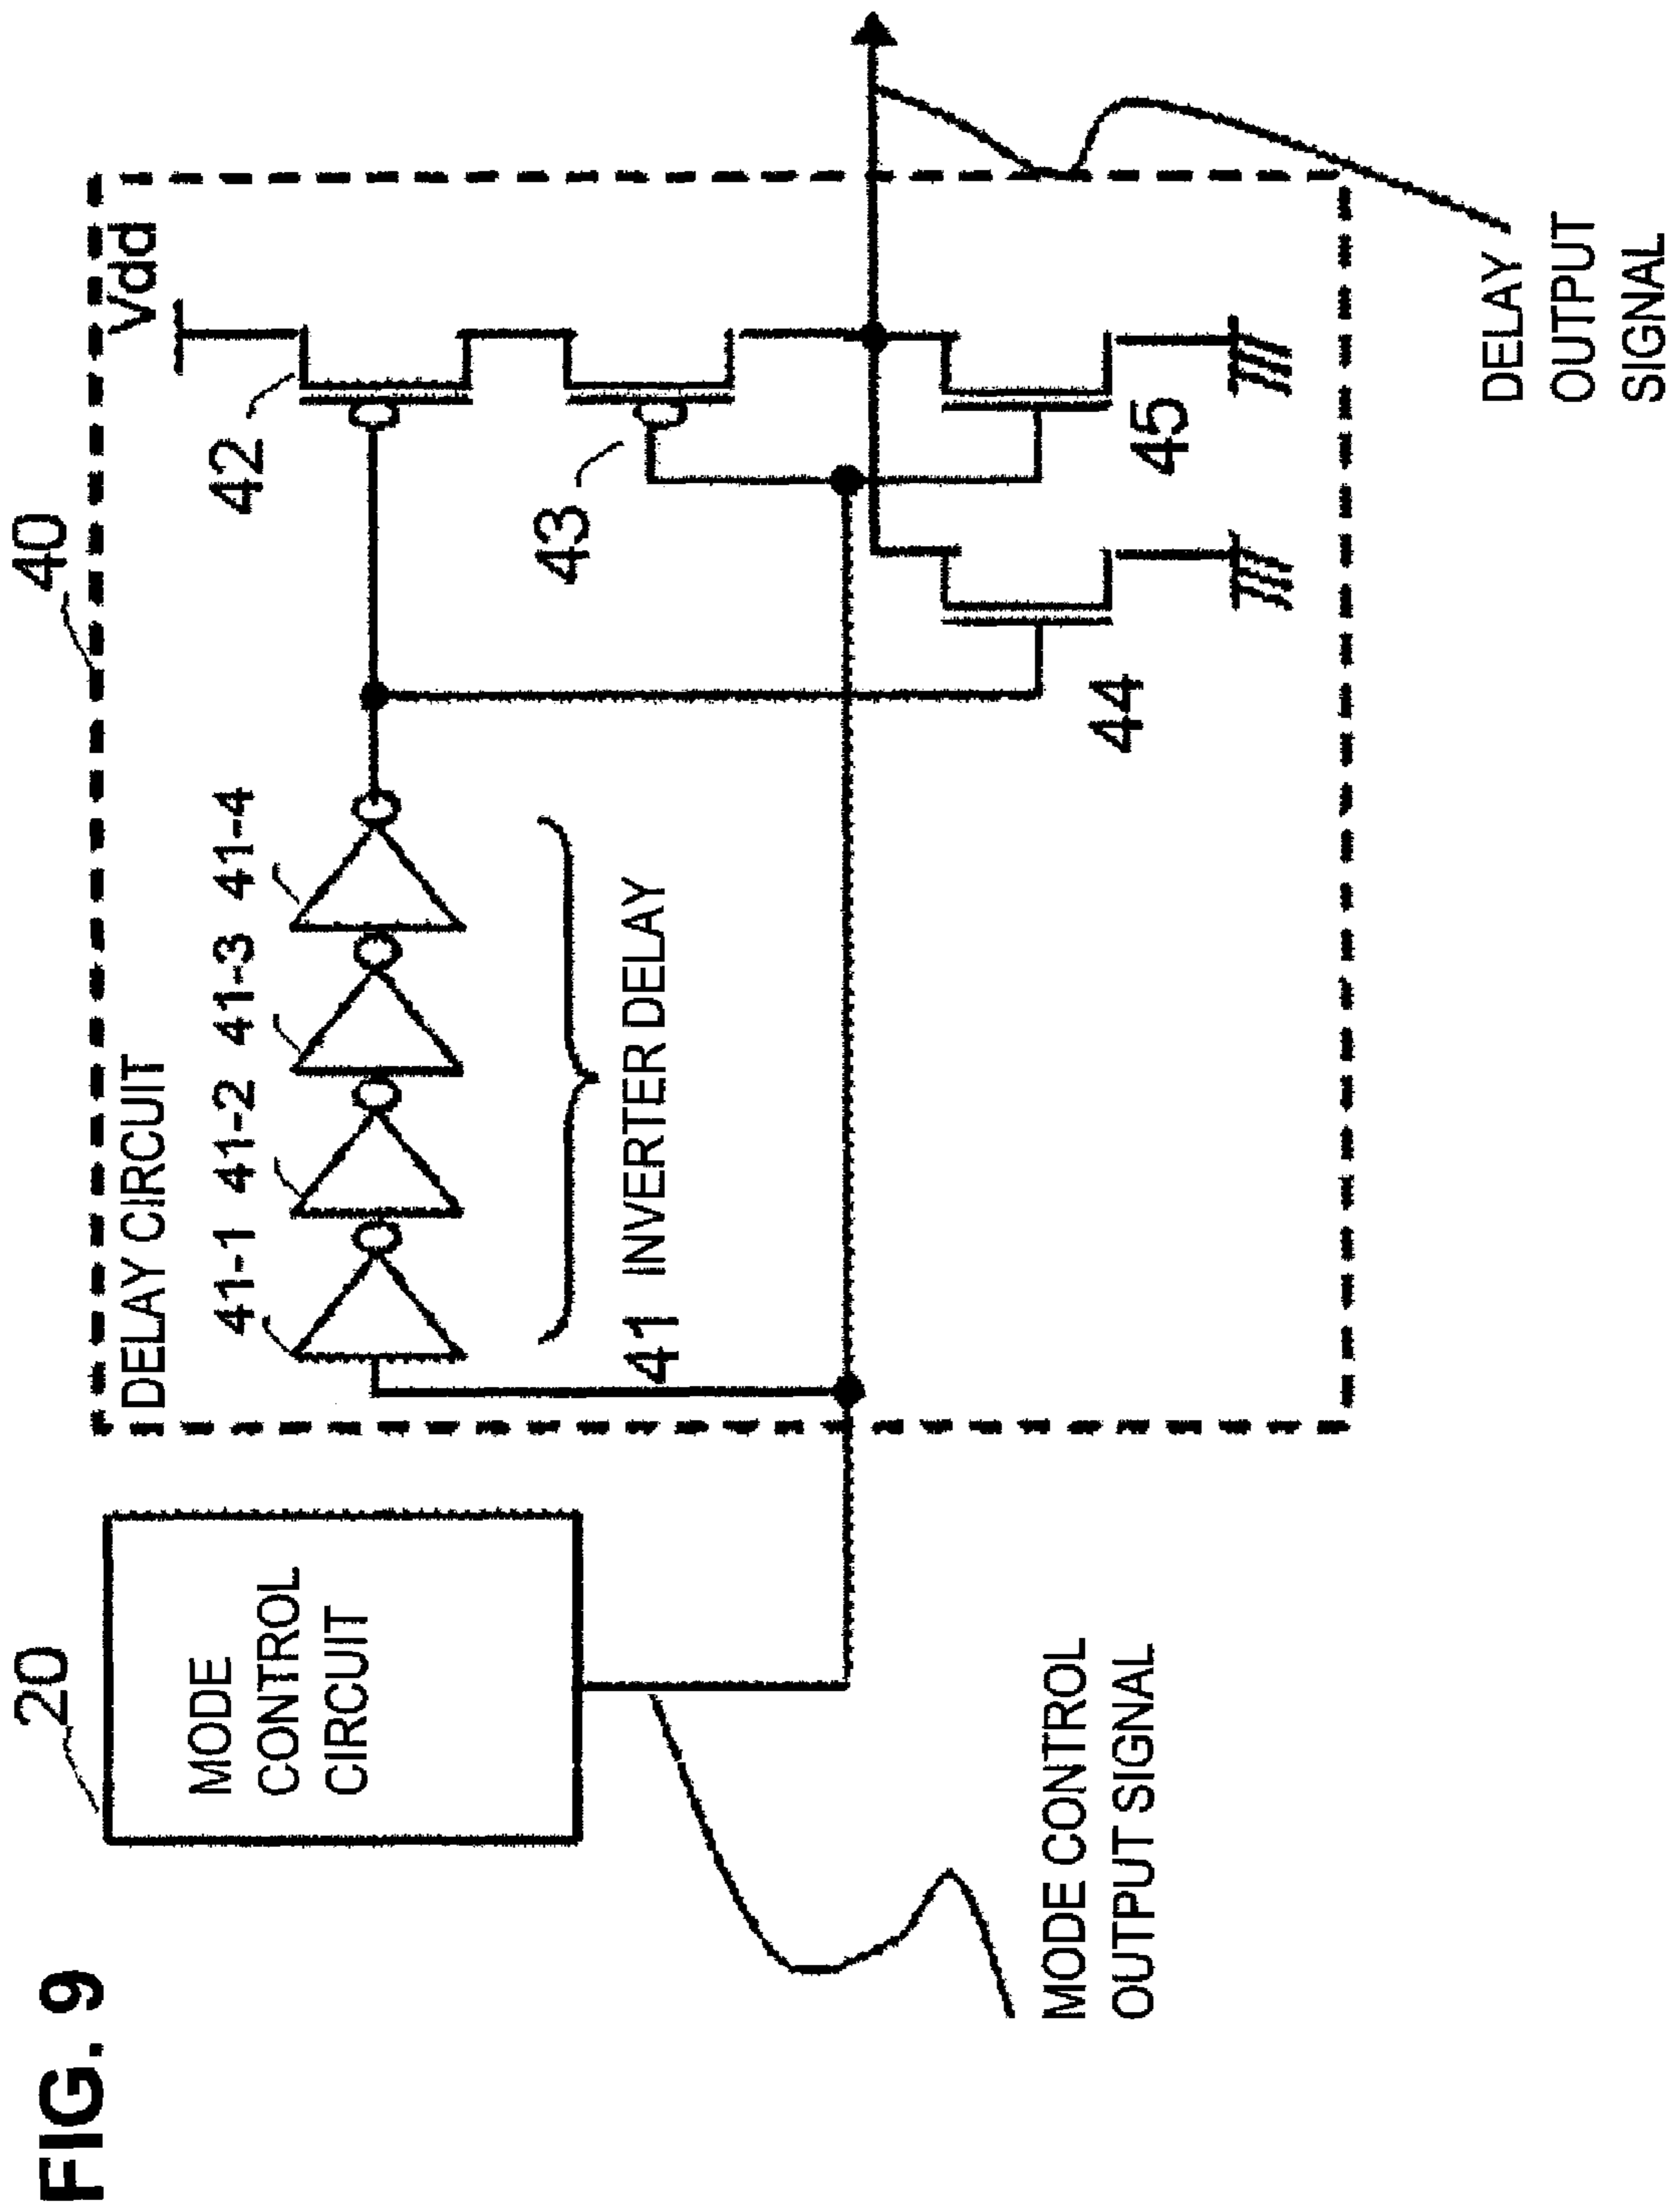 FIG. 9
20
MODE
CONTROL
CIRCUIT
MODE CONTROL
OUTPUT SIGNAL
40
DELAY CIRCUIT
Vdd
41-1 41-2 41-3 41-4
41 INVERTER DELAY
42
43
44
45
DELAY
OUTPUT
SIGNAL